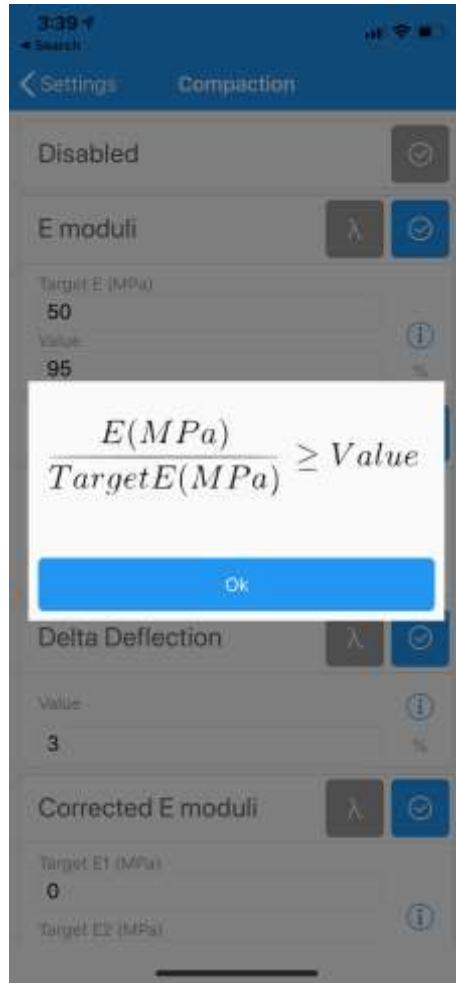 3:39
Search
Settings Compaction
Disabled
E moduli λ
Target E (MPa)
50
Value
95
%
E(MPa)
TargetE(MPa)
≥ Value
Ok
Delta Deflection λ
Value
3
%
Corrected E moduli λ
Target E1 (MPa)
0
Target E2 (MPa)